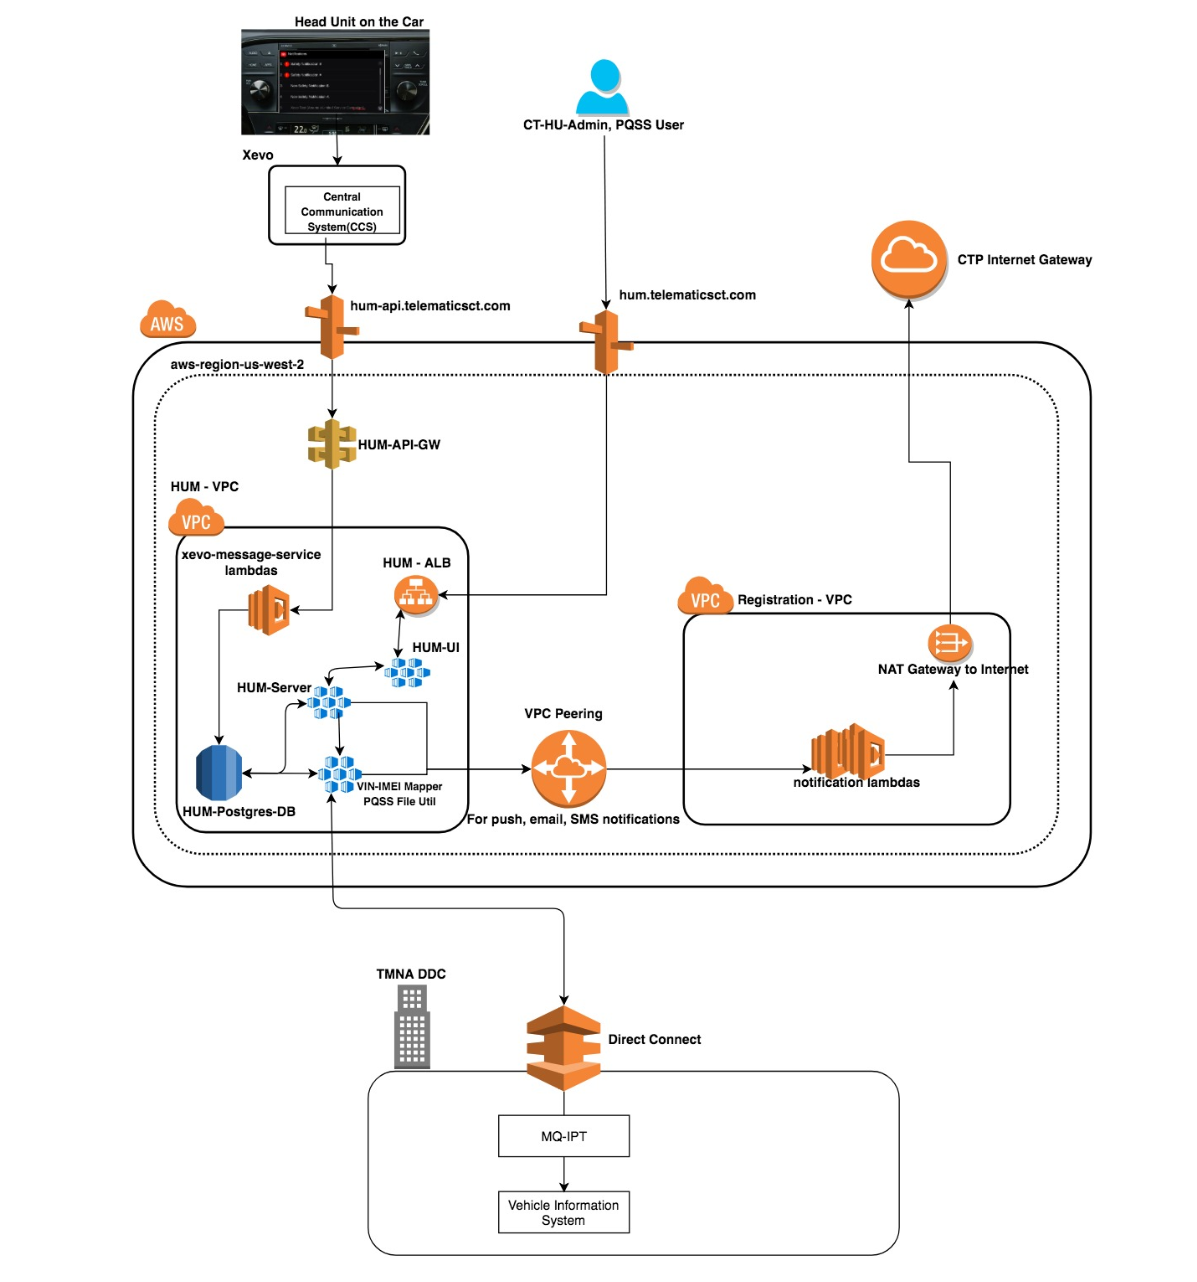 Head Unit on the Car
22.
CT-HU-Admin, PQSS User
Xevo
Central
Communication
System(CCS)
CTP Internet Gateway
hum-api.telematicsct.com
hum.telematicsct.com
AWS
aws-region-us-west-2
HUM-API-GW
HUM - VPC
VPC
xevo-message-service
lambdas
HUM - ALB
VPC
Registration - VPC
HUM-UI
NAT Gateway to Internet
HUM-Server
VPC Peering
notification lambdas
VIN-IMEI Mapper
PQSS File Util
HUM-Postgres-DB
For push, email, SMS notifications
TMNA DDC
Direct Connect
MQ-IPT
Vehicle Information
System